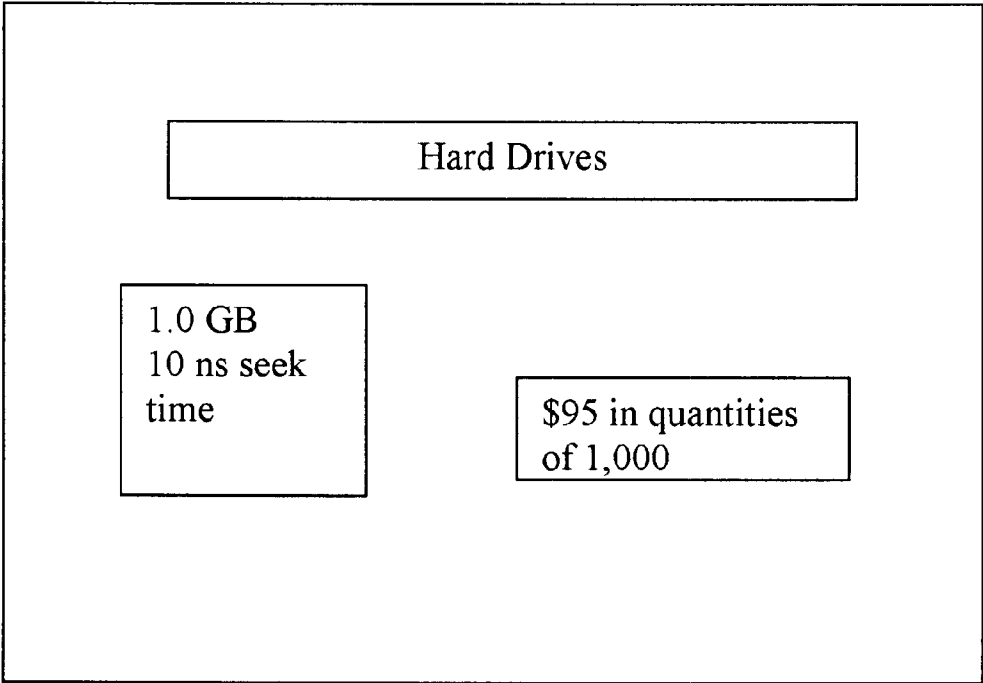 Hard Drives
1.0 GB
10 ns seek
time
$95 in quantities
of 1,000